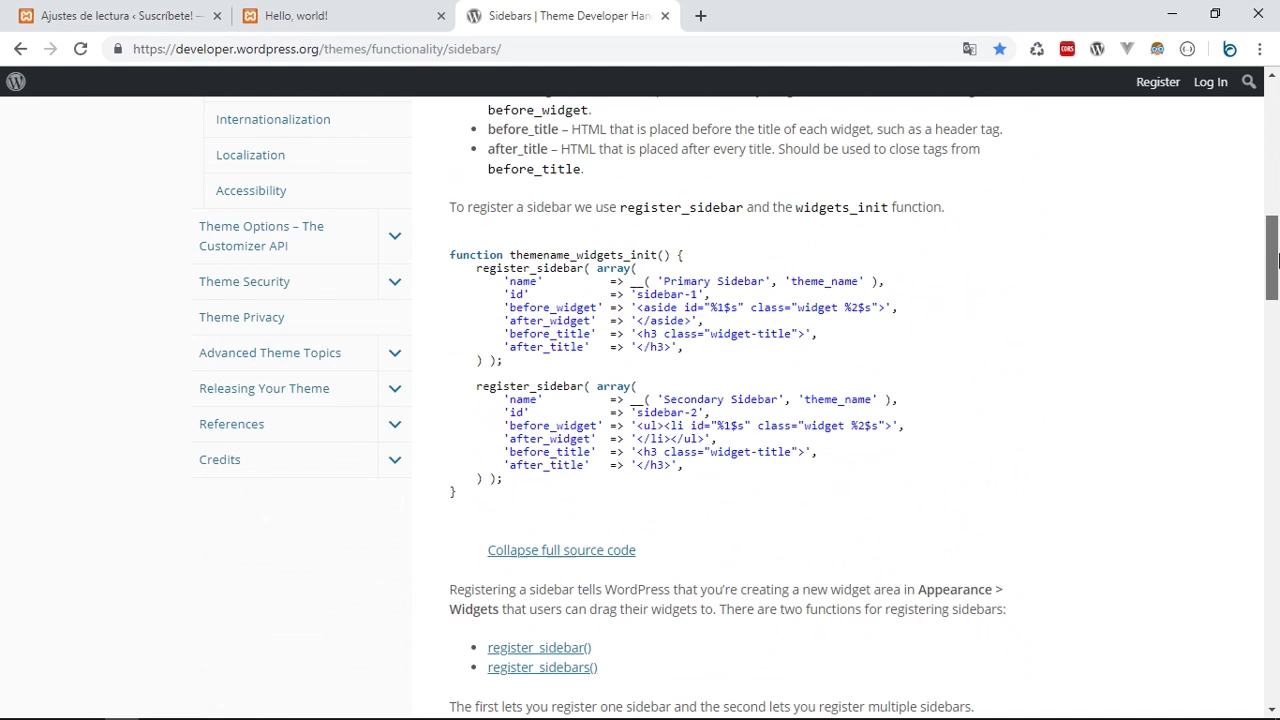 Ajustes de lectura ‹ Suscríbete! —
Hello, world!
Sidebars | Theme Developer Han
https://developer.wordpress.org/themes/functionality/sidebars/
CORS
Register
Log In
Internationalization
Localization
Accessibility
Theme Options – The
Customizer API
Theme Security
Theme Privacy
Advanced Theme Topics
Releasing Your Theme
References
Credits
before_widget.
• before_title – HTML that is placed before the title of each widget, such as a header tag.
• after_title – HTML that is placed after every title. Should be used to close tags from
before_title.
To register a sidebar we use register_sidebar and the widgets_init function.
function themename_widgets_init() {
register_sidebar( array(
'name' => __( 'Primary Sidebar', 'theme_name' ),
'id' => 'sidebar-1',
'before_widget' => '<aside id="%1$s" class="widget %2$s">',
'after_widget' => '</aside>',
'before_title' => '<h3 class="widget-title">',
'after_title' => '</h3>',
) );
register_sidebar( array(
'name' => __( 'Secondary Sidebar', 'theme_name' ),
'id' => 'sidebar-2',
'before_widget' => '<ul><li id="%1$s" class="widget %2$s">',
'after_widget' => '</li></ul>',
'before_title' => '<h3 class="widget-title">',
'after_title' => '</h3>',
) );
}
Collapse full source code
Registering a sidebar tells WordPress that you're creating a new widget area in Appearance >
Widgets that users can drag their widgets to. There are two functions for registering sidebars:
• register_sidebar()
• register_sidebars()
The first lets you register one sidebar and the second lets you register multiple sidebars.